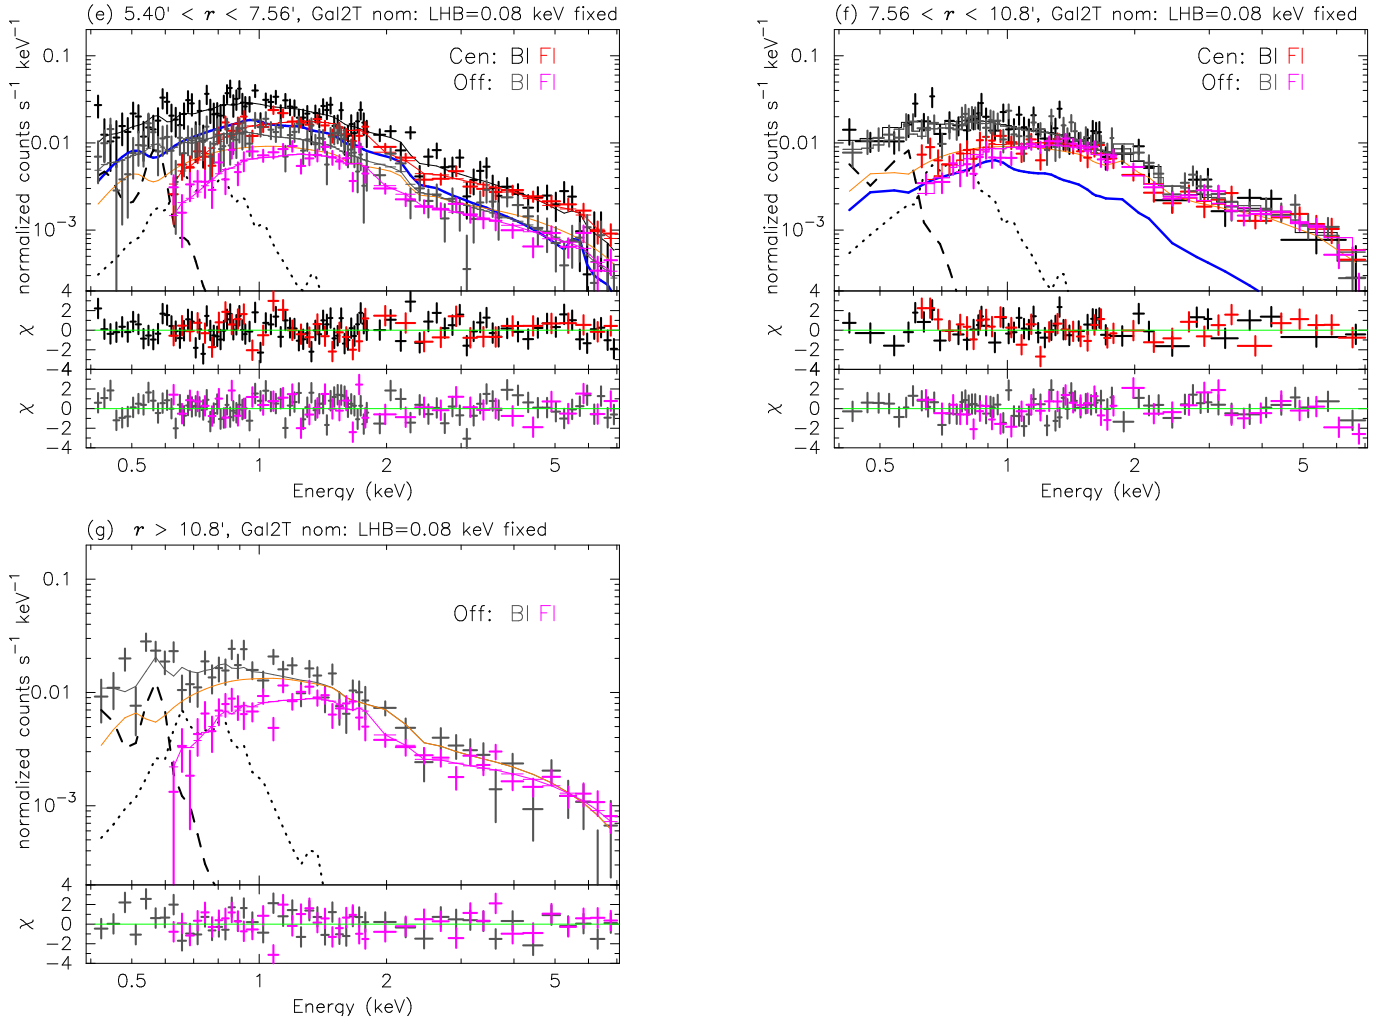 (e) 5.40' < r < 7.56', Gal2T nom: LHB=0.08 keV fixed
normalized counts s⁻¹ keV⁻¹
0.1
0.01
10⁻³
Cen: BI FI
Off: BI FI
4
2
0
−2
−4
χ
2
0
−2
−4
χ
0.5 1 2 5
Energy (keV)
(f) 7.56 < r < 10.8', Gal2T nom: LHB=0.08 keV fixed
normalized counts s⁻¹ keV⁻¹
0.1
0.01
10⁻³
Cen: BI FI
Off: BI FI
4
2
0
−2
−4
χ
2
0
−2
−4
χ
0.5 1 2 5
Energy (keV)
(g) r > 10.8', Gal2T nom: LHB=0.08 keV fixed
normalized counts s⁻¹ keV⁻¹
0.1
0.01
10⁻³
Off: BI FI
4
2
0
−2
−4
χ
0.5 1 2 5
Energy (keV)